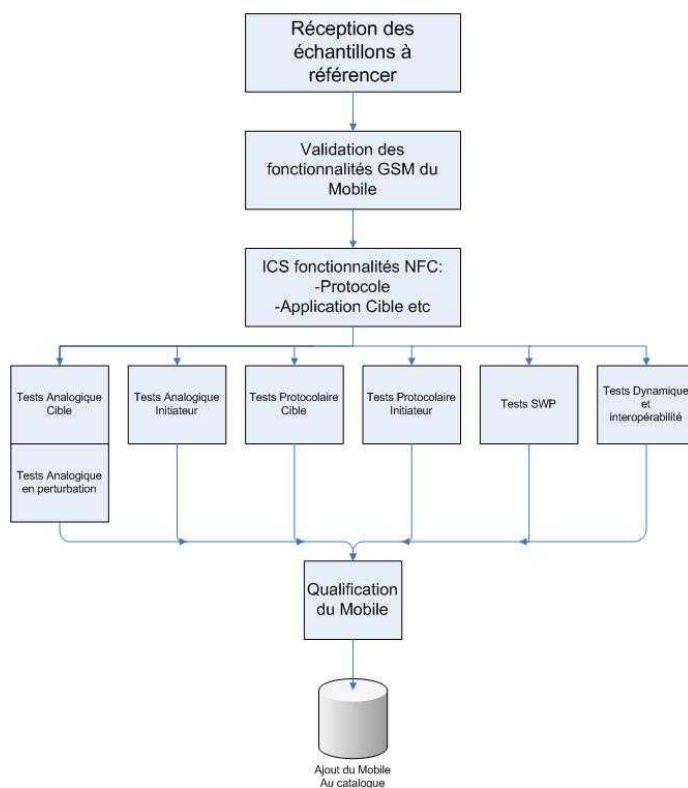 Réception des
échantillons à
référencer
Validation des
fonctionnalités GSM du
Mobile
ICS fonctionnalités NFC:
-Protocole
-Application Cible etc
Tests Analogique
Cible
Tests Analogique
en perturbation
Tests Analogique
Initiateur
Tests Protocolaire
Cible
Tests Protocolaire
Initiateur
Tests SWP
Tests Dynamique
et
interopérabilité
Qualification
du Mobile
Ajout du Mobile
Au catalogue